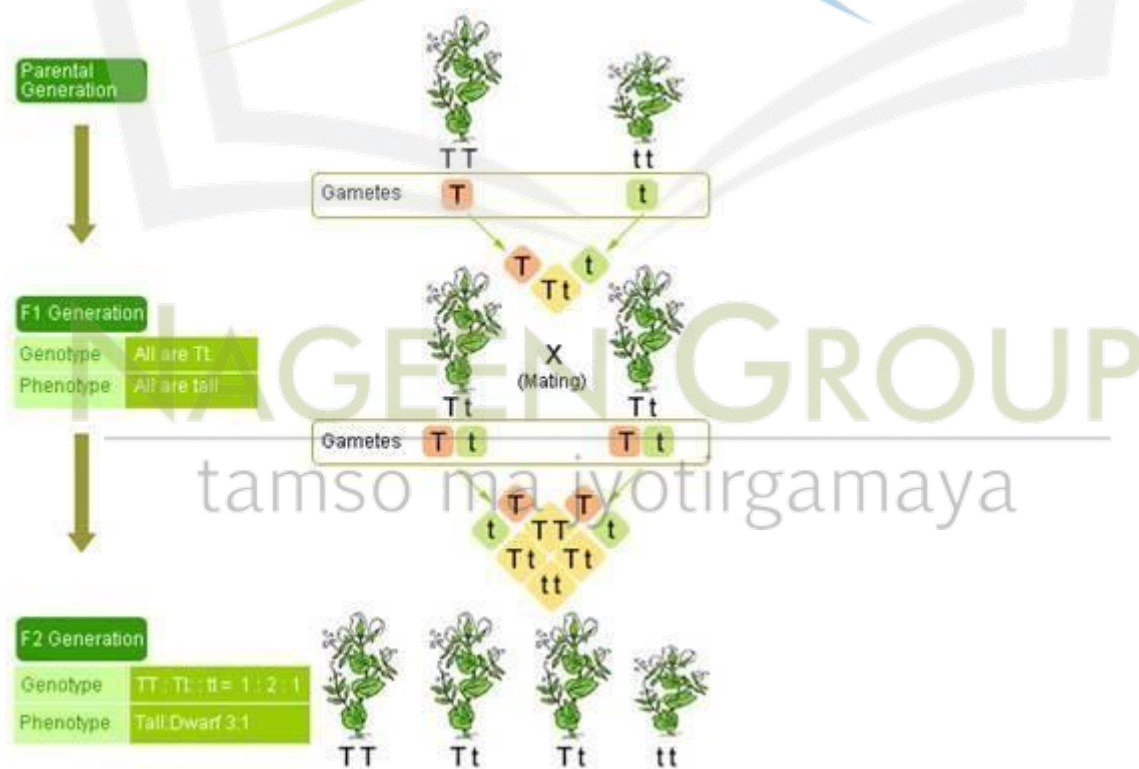 Parental
Generation
TT tt
Gametes T t
T t
Tt
F1 Generation
Genotype All are Tt
Phenotype All are tall
X
(Mating)
Tt Tt
Gametes T t T t
T T
t TT t
Tt Tt
tt
F2 Generation
Genotype TT : Tt : tt = 1 : 2 : 1
Phenotype Tall:Dwarf 3:1
TT Tt Tt tt
NAGEEN GROUP
tamso ma jyotirgamaya